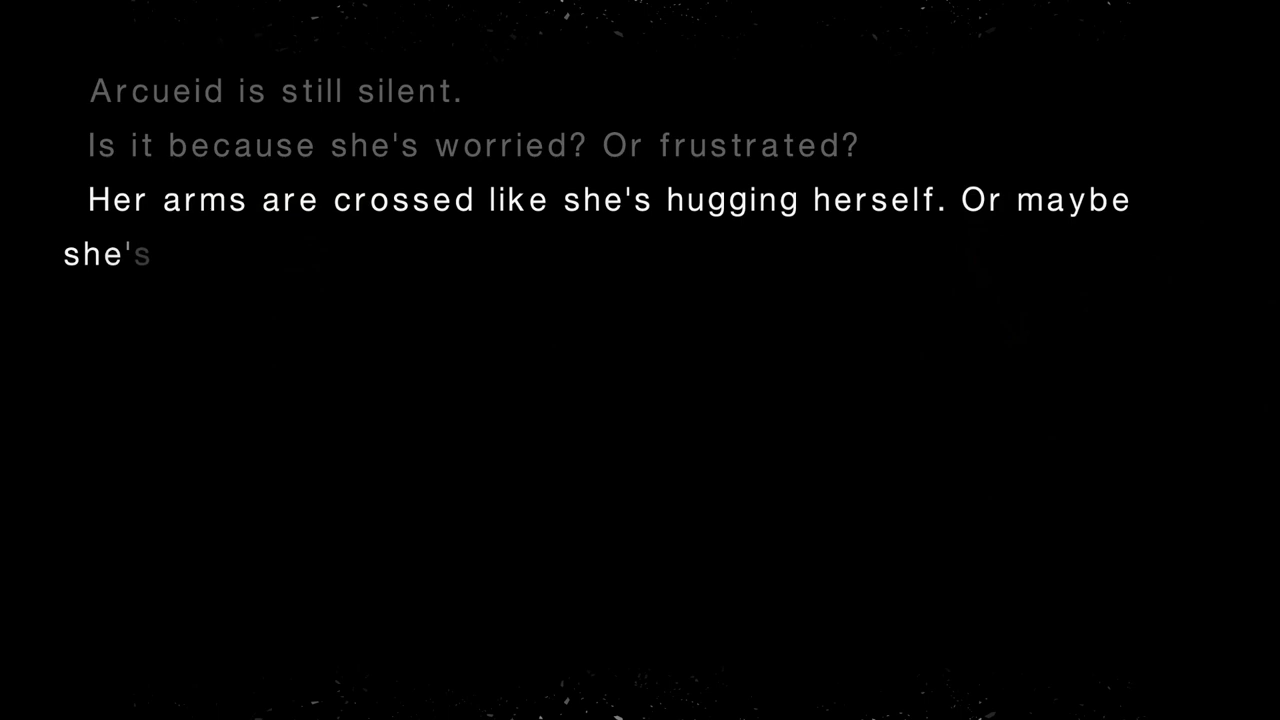 Arcueid is still silent.
Is it because she's worried? Or frustrated?
Her arms are crossed like she's hugging herself. Or maybe
she's